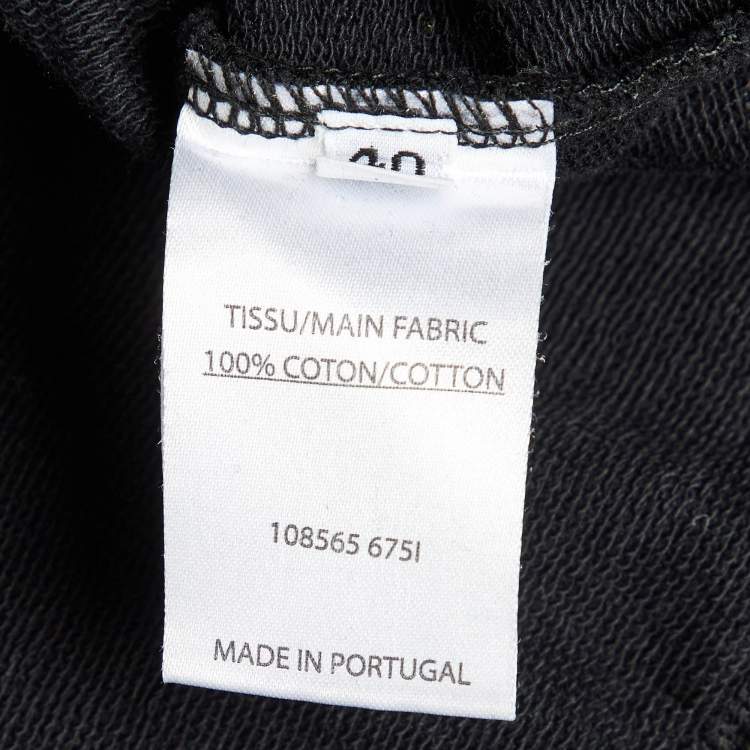 40
TISSU/MAIN FABRIC
100% COTON/COTTON
108565 675I
MADE IN PORTUGAL